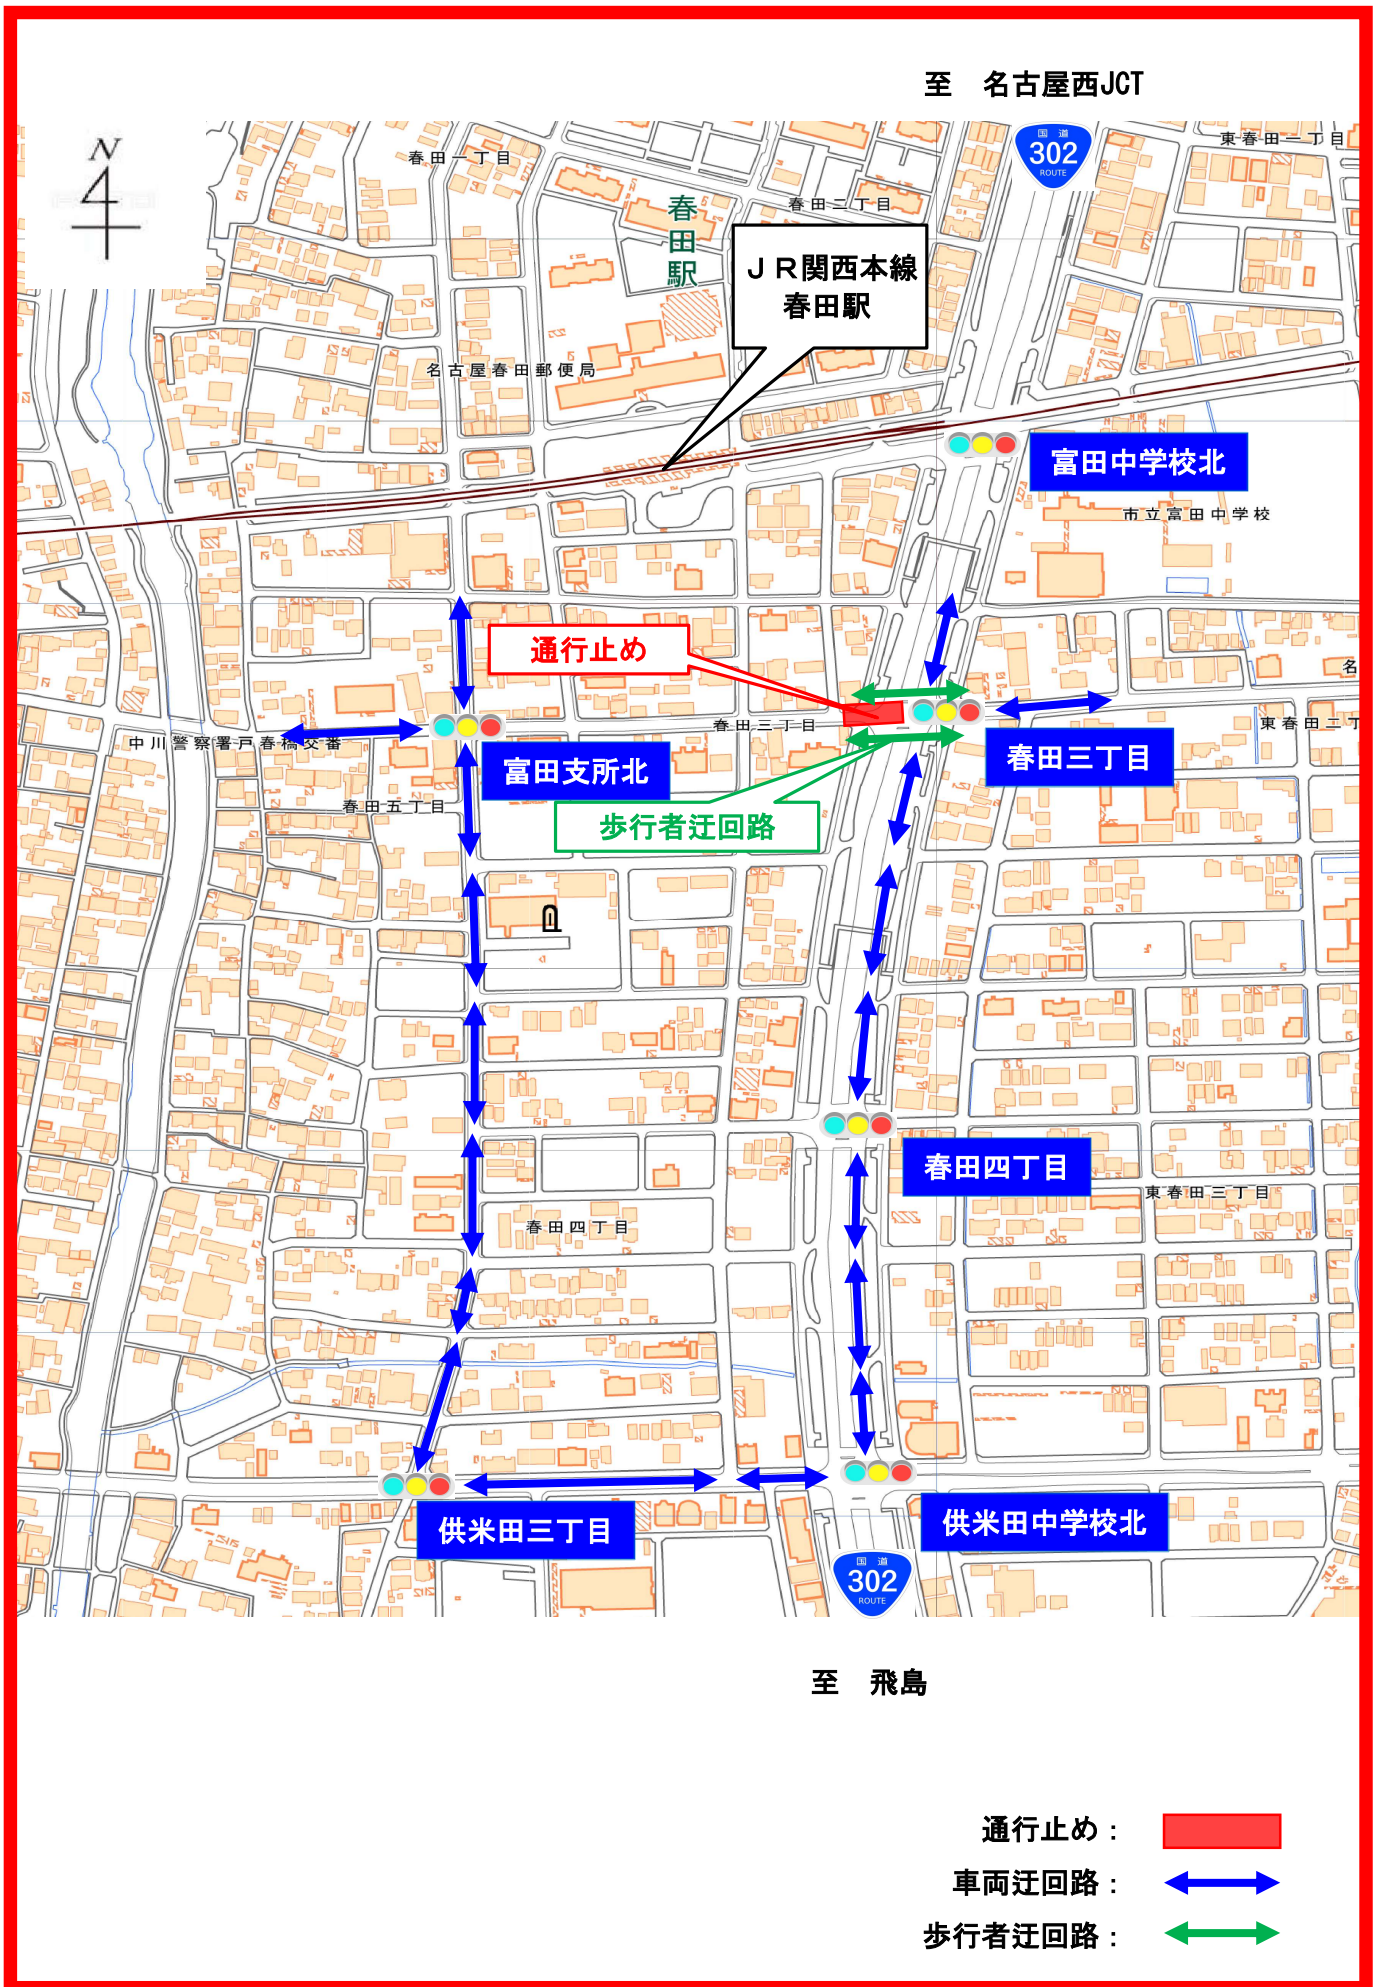 至　名古屋西JCT
N
国道
302
ROUTE
東春田一丁目
春田一丁目
春田二丁目
春田駅
ＪＲ関西本線
春田駅
名古屋春田郵便局
富田中学校北
市立富田中学校
通行止め
名
春田三丁目
東春田二丁
中川警察署戸春橋交番
富田支所北
春田三丁目
春田五丁目
歩行者迂回路
春田四丁目
東春田三丁目
春田四丁目
供米田三丁目
供米田中学校北
国道
302
ROUTE
至　飛島
通行止め：
車両迂回路：
歩行者迂回路：